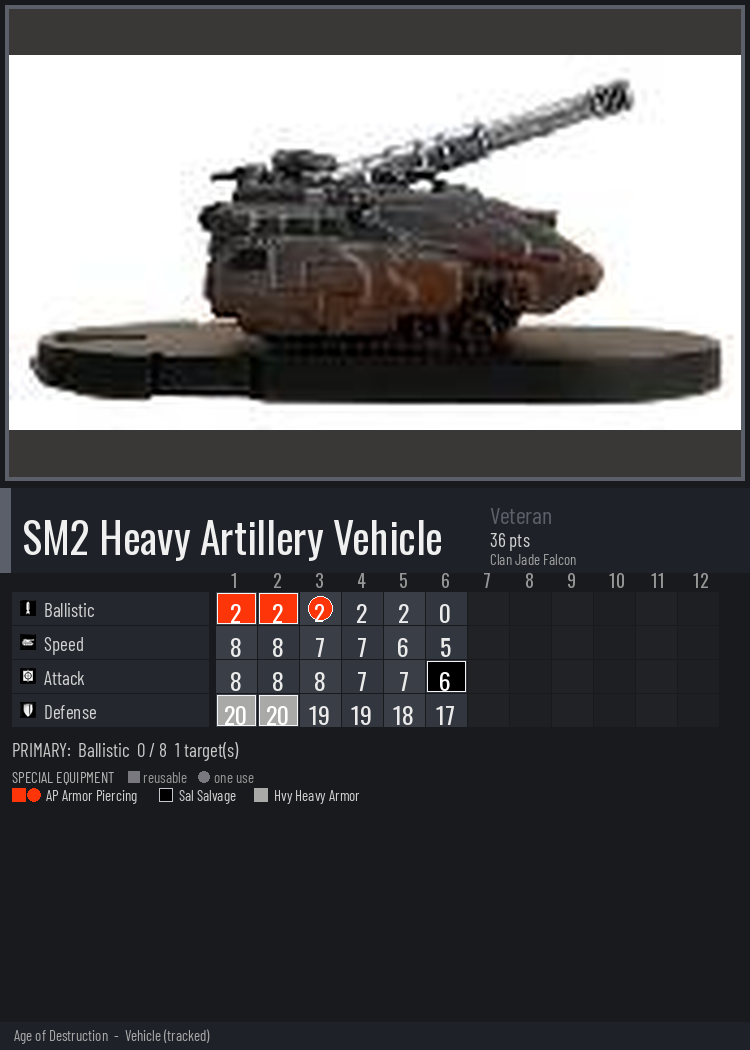 SM2 Heavy Artillery Vehicle
Veteran
36 pts
Clan Jade Falcon
1 2 3 4 5 6 7 8 9 10 11 12
Ballistic 2 2 2 2 2 0
Speed 8 8 7 7 6 5
Attack 8 8 8 7 7 6
Defense 20 20 19 19 18 17
PRIMARY: Ballistic 0 / 8 1 target(s)
SPECIAL EQUIPMENT reusable one use
AP Armor Piercing Sal Salvage Hvy Heavy Armor
Age of Destruction - Vehicle (tracked)